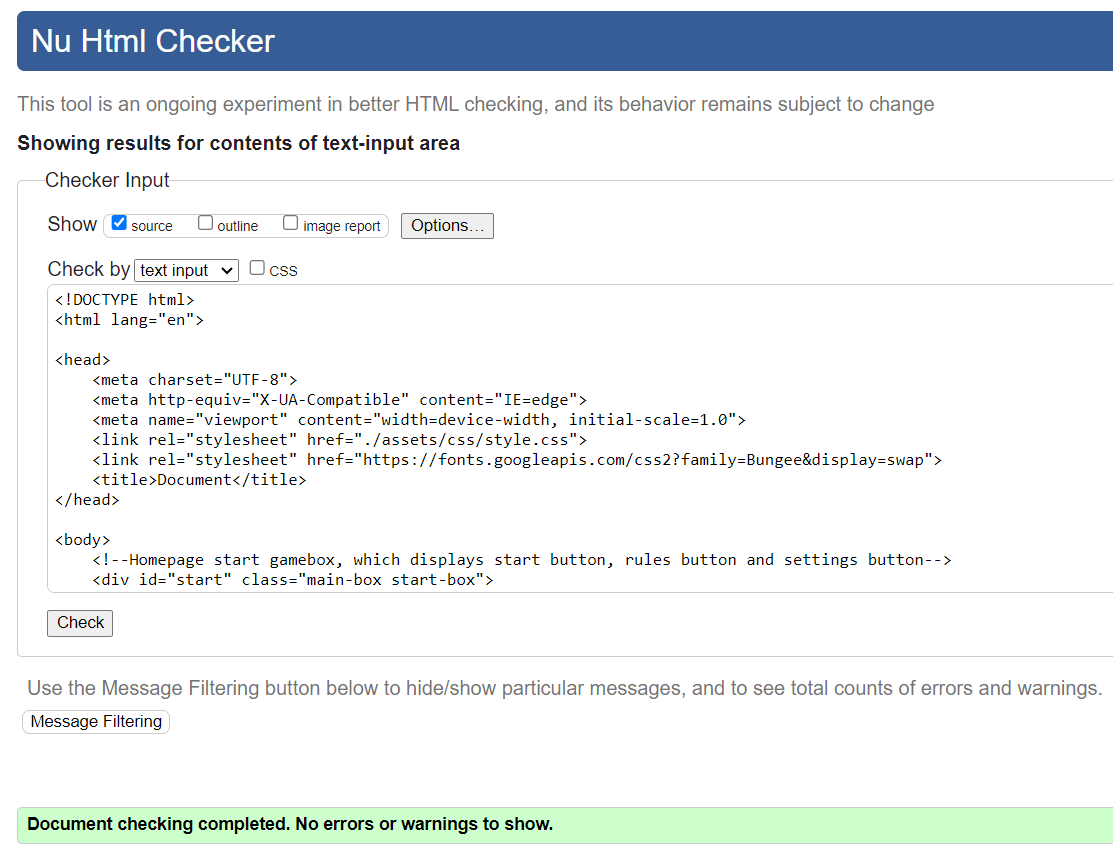 Nu Html Checker
This tool is an ongoing experiment in better HTML checking, and its behavior remains subject to change
Showing results for contents of text-input area
Checker Input
Show source outline image report Options...
Check by text input CSS
<!DOCTYPE html>
<html lang="en">
<head>
    <meta charset="UTF-8">
    <meta http-equiv="X-UA-Compatible" content="IE=edge">
    <meta name="viewport" content="width=device-width, initial-scale=1.0">
    <link rel="stylesheet" href="./assets/css/style.css">
    <link rel="stylesheet" href="https://fonts.googleapis.com/css2?family=Bungee&display=swap">
    <title>Document</title>
</head>
<body>
    <!--Homepage start gamebox, which displays start button, rules button and settings button-->
    <div id="start" class="main-box start-box">
Check
Use the Message Filtering button below to hide/show particular messages, and to see total counts of errors and warnings.
Message Filtering
Document checking completed. No errors or warnings to show.